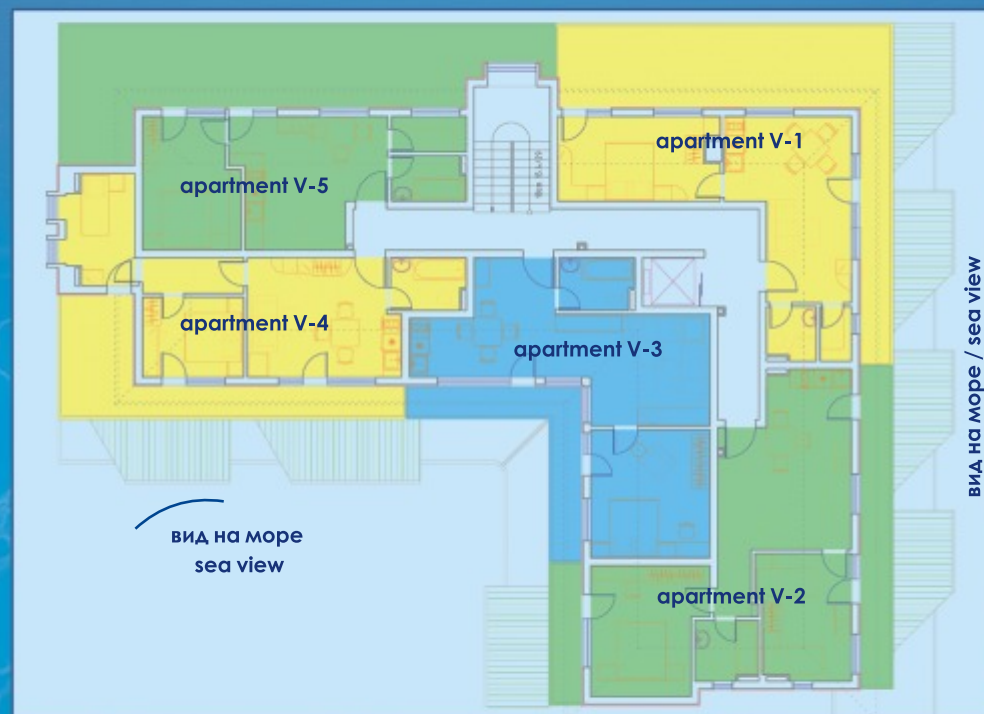 apartment V-1
apartment V-5
apartment V-4
apartment V-3
apartment V-2
вид на море
sea view
вид на море / sea view